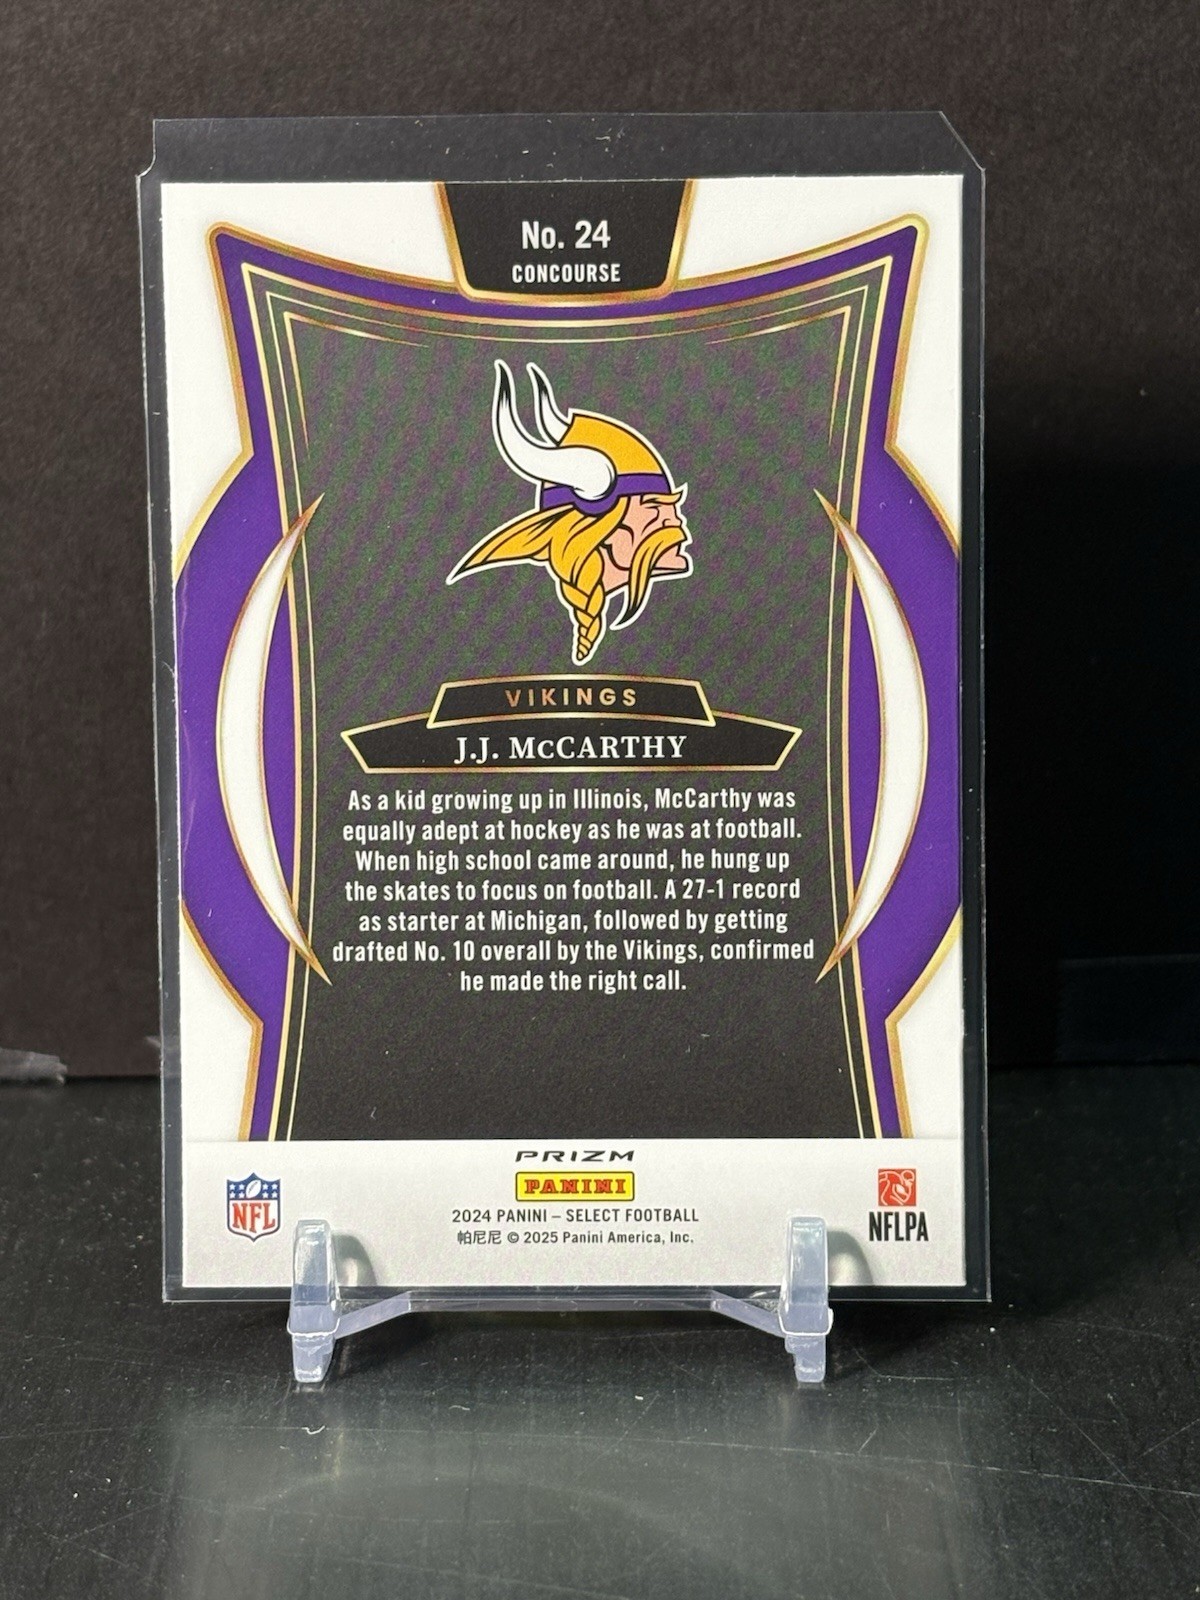 No. 24
CONCOURSE
VIKINGS
J.J. McCARTHY
As a kid growing up in Illinois, McCarthy was
equally adept at hockey as he was at football.
When high school came around, he hung up
the skates to focus on football. A 27-1 record
as starter at Michigan, followed by getting
drafted No. 10 overall by the Vikings, confirmed
he made the right call.
PRIZM
PANINI
NFL
NFLPA
2024 PANINI – SELECT FOOTBALL
帕尼尼 © 2025 Panini America, Inc.